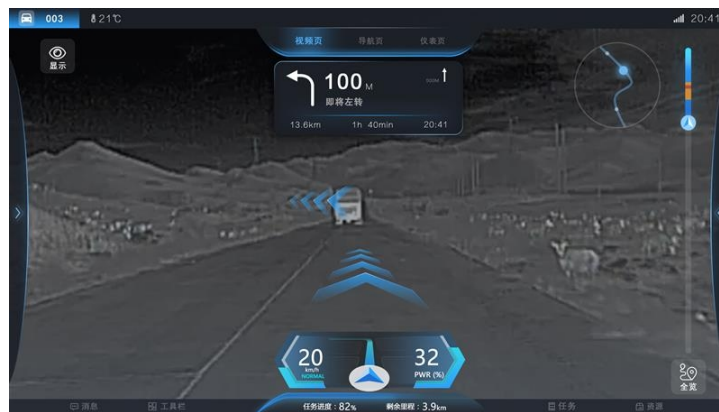 003 21℃ 20:41
视频页 导航页 仪表页
显示
100 M
即将左转
13.6km 1h 40min 20:41
20 km/h NORMAL
32 PWR (%)
全览
消息 工具栏 任务进度：82% 剩余里程：3.9km 任务 资源